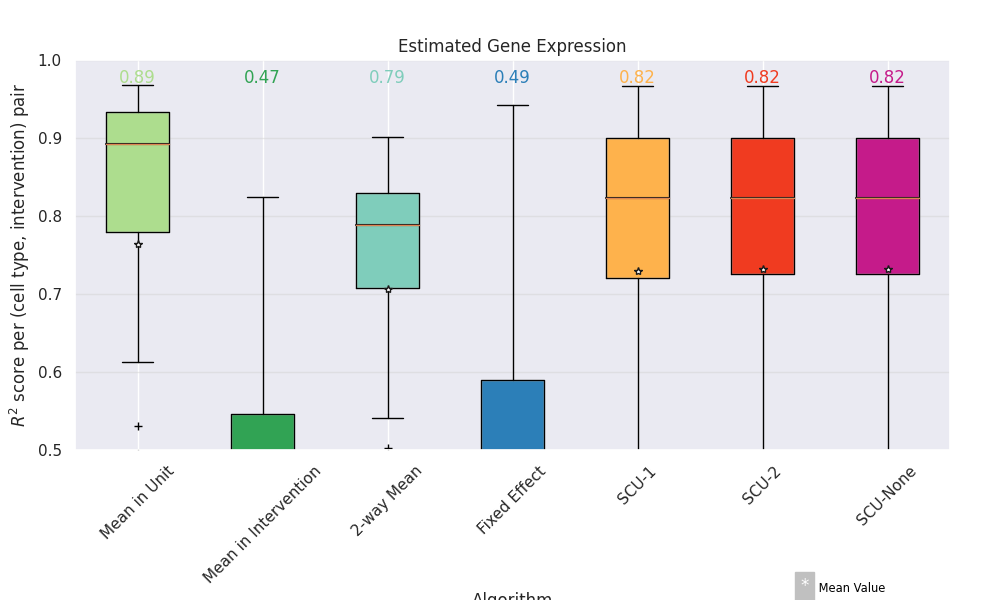 Estimated Gene Expression
1.0
0.9
0.8
0.7
0.6
0.5
R² score per (cell type, intervention) pair
0.89 0.47 0.79 0.49 0.82 0.82 0.82
Mean in Unit
Mean in Intervention
2-way Mean
Fixed Effect
SCU-1
SCU-2
SCU-None
Algorithm
* Mean Value